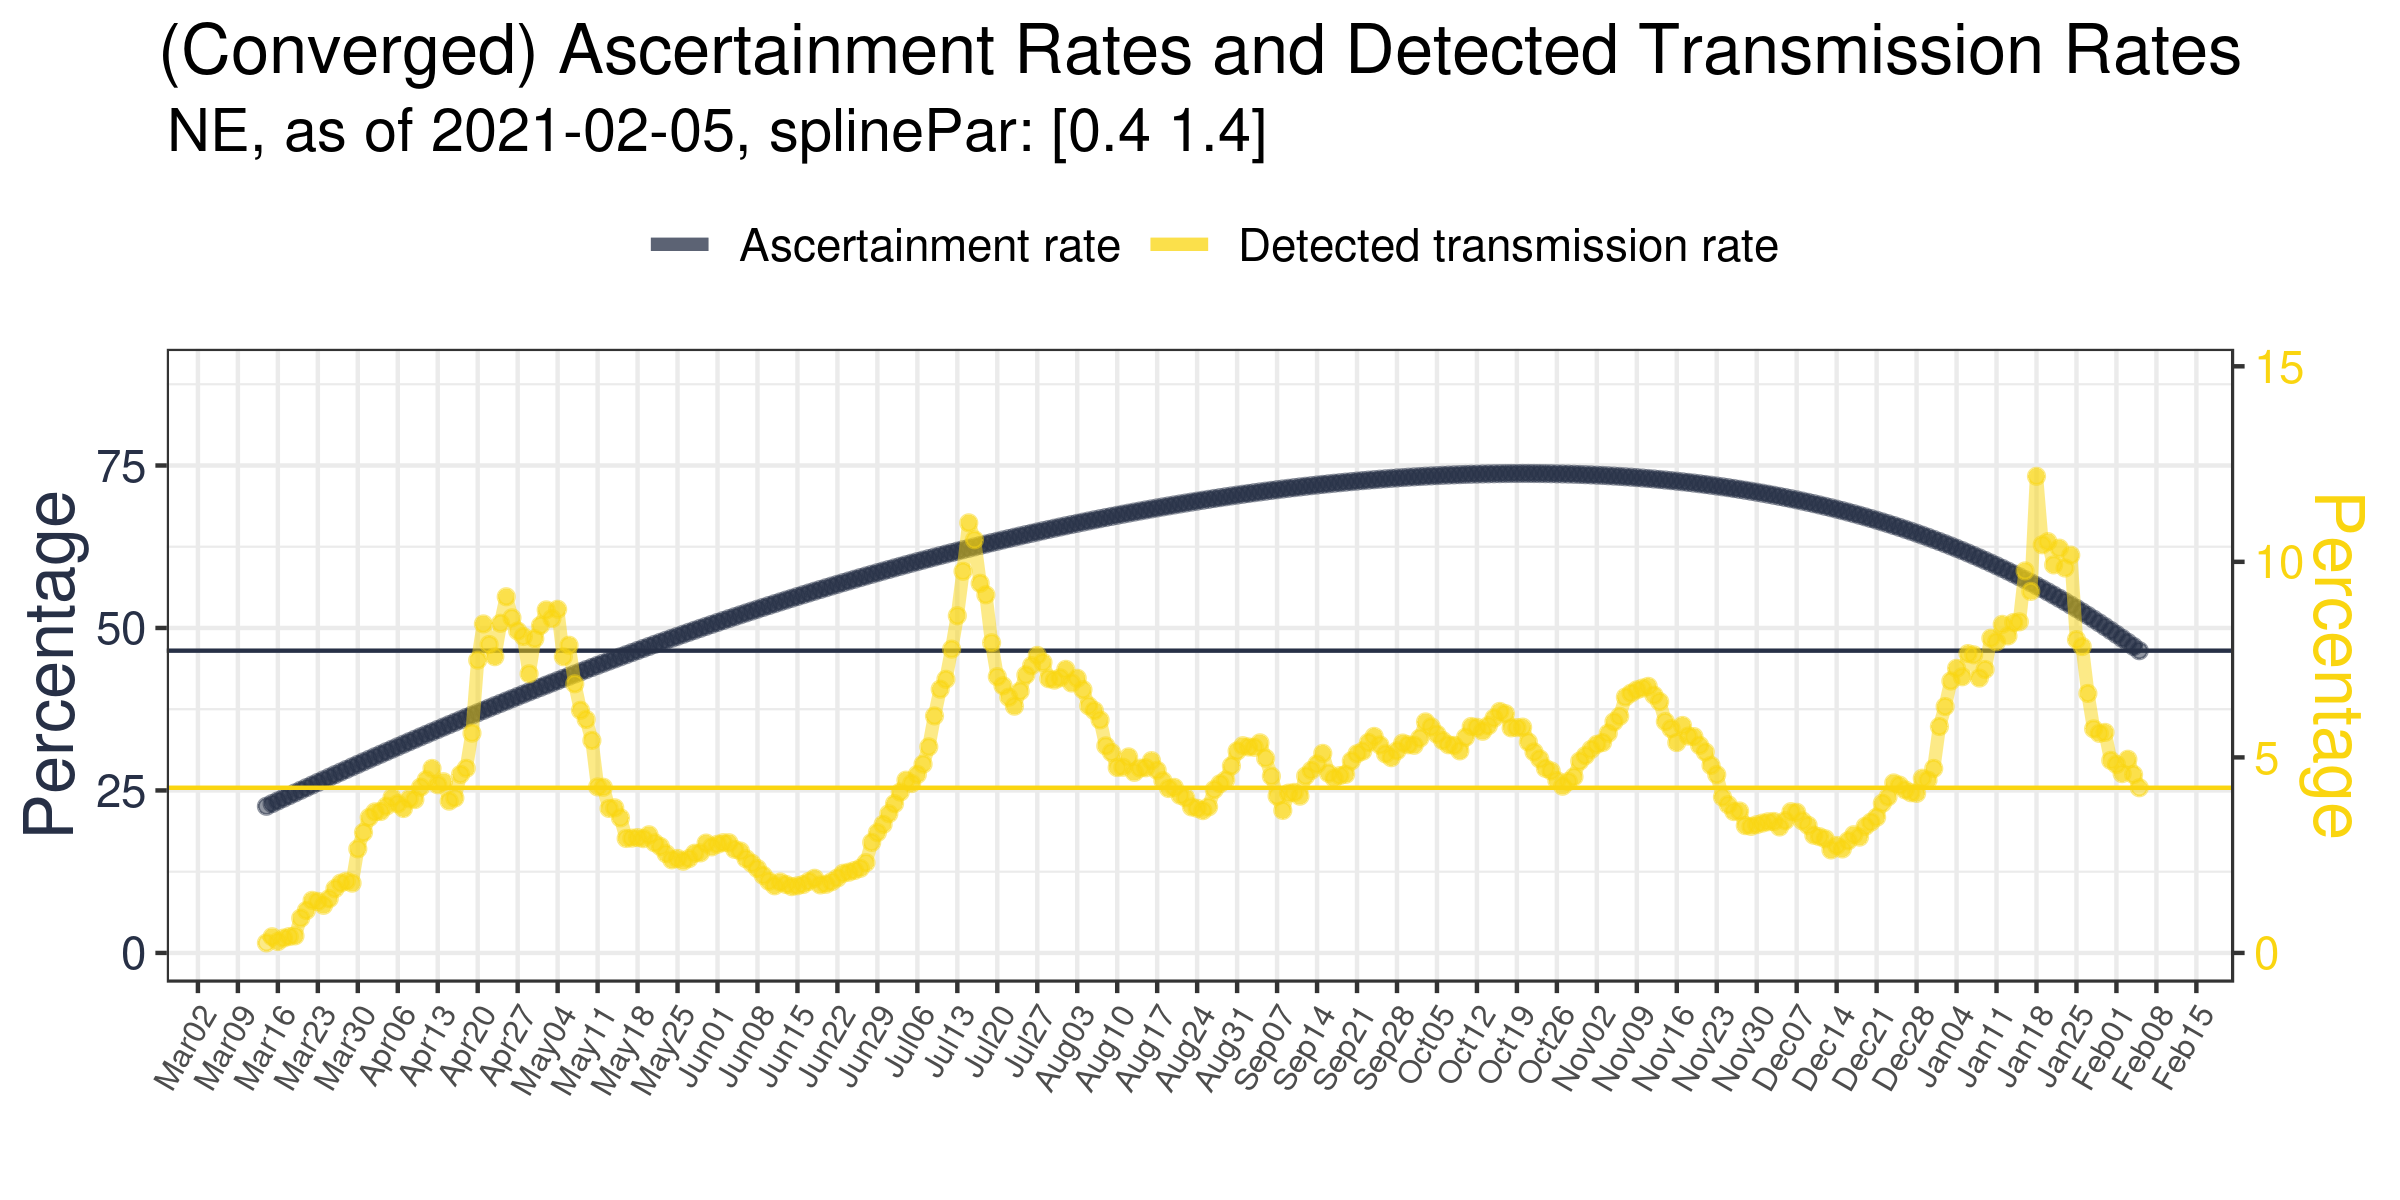 (Converged) Ascertainment Rates and Detected Transmission Rates
NE, as of 2021-02-05, splinePar: [0.4 1.4]
Ascertainment rate
Detected transmission rate
Percentage
75
50
25
0
15
10
5
0
Percentage
Mar02
Mar09
Mar16
Mar23
Mar30
Apr06
Apr13
Apr20
Apr27
May04
May11
May18
May25
Jun01
Jun08
Jun15
Jun22
Jun29
Jul06
Jul13
Jul20
Jul27
Aug03
Aug10
Aug17
Aug24
Aug31
Sep07
Sep14
Sep21
Sep28
Oct05
Oct12
Oct19
Oct26
Nov02
Nov09
Nov16
Nov23
Nov30
Dec07
Dec14
Dec21
Dec28
Jan04
Jan11
Jan18
Jan25
Feb01
Feb08
Feb15